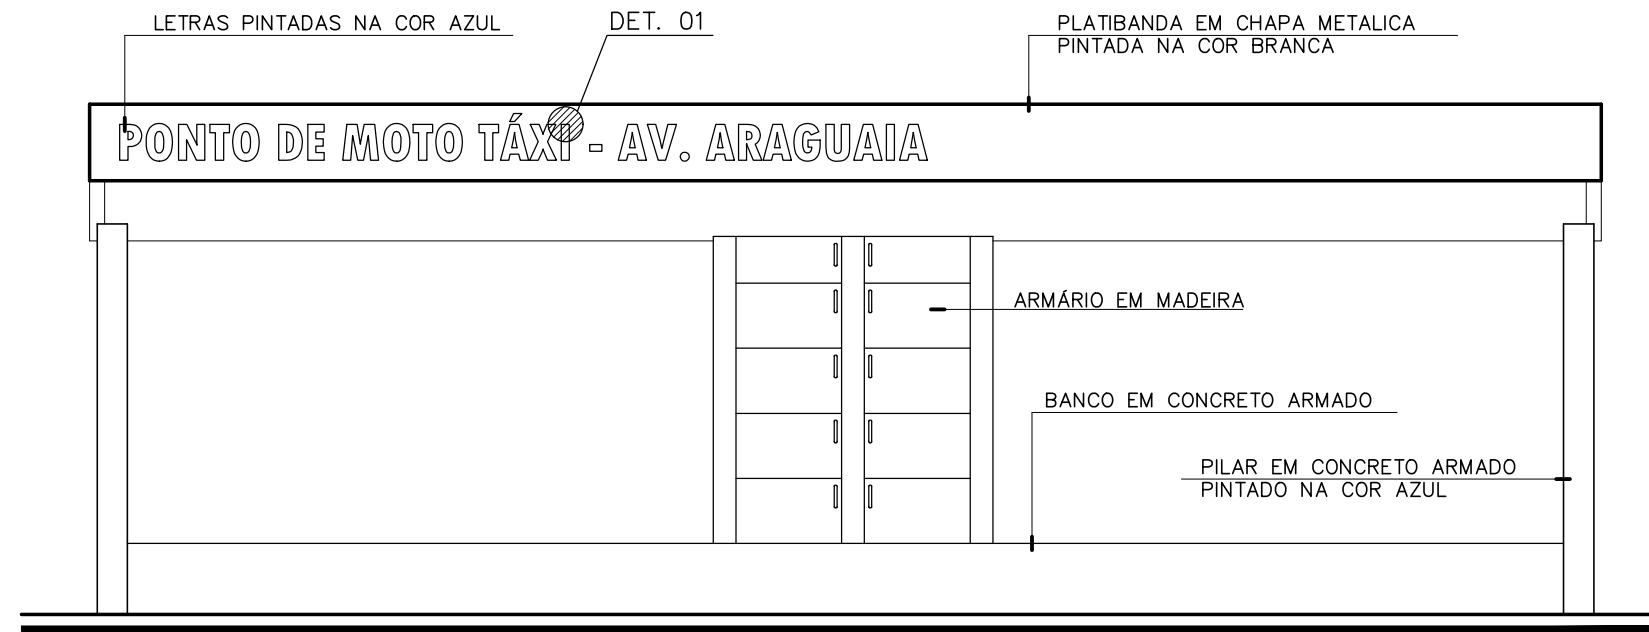 LETRAS PINTADAS NA COR AZUL
DET. 01
PLATIBANDA EM CHAPA METALICA
PINTADA NA COR BRANCA
PONTO DE MOTO TÁXI - AV. ARAGUAIA
ARMÁRIO EM MADEIRA
BANCO EM CONCRETO ARMADO
PILAR EM CONCRETO ARMADO
PINTADO NA COR AZUL